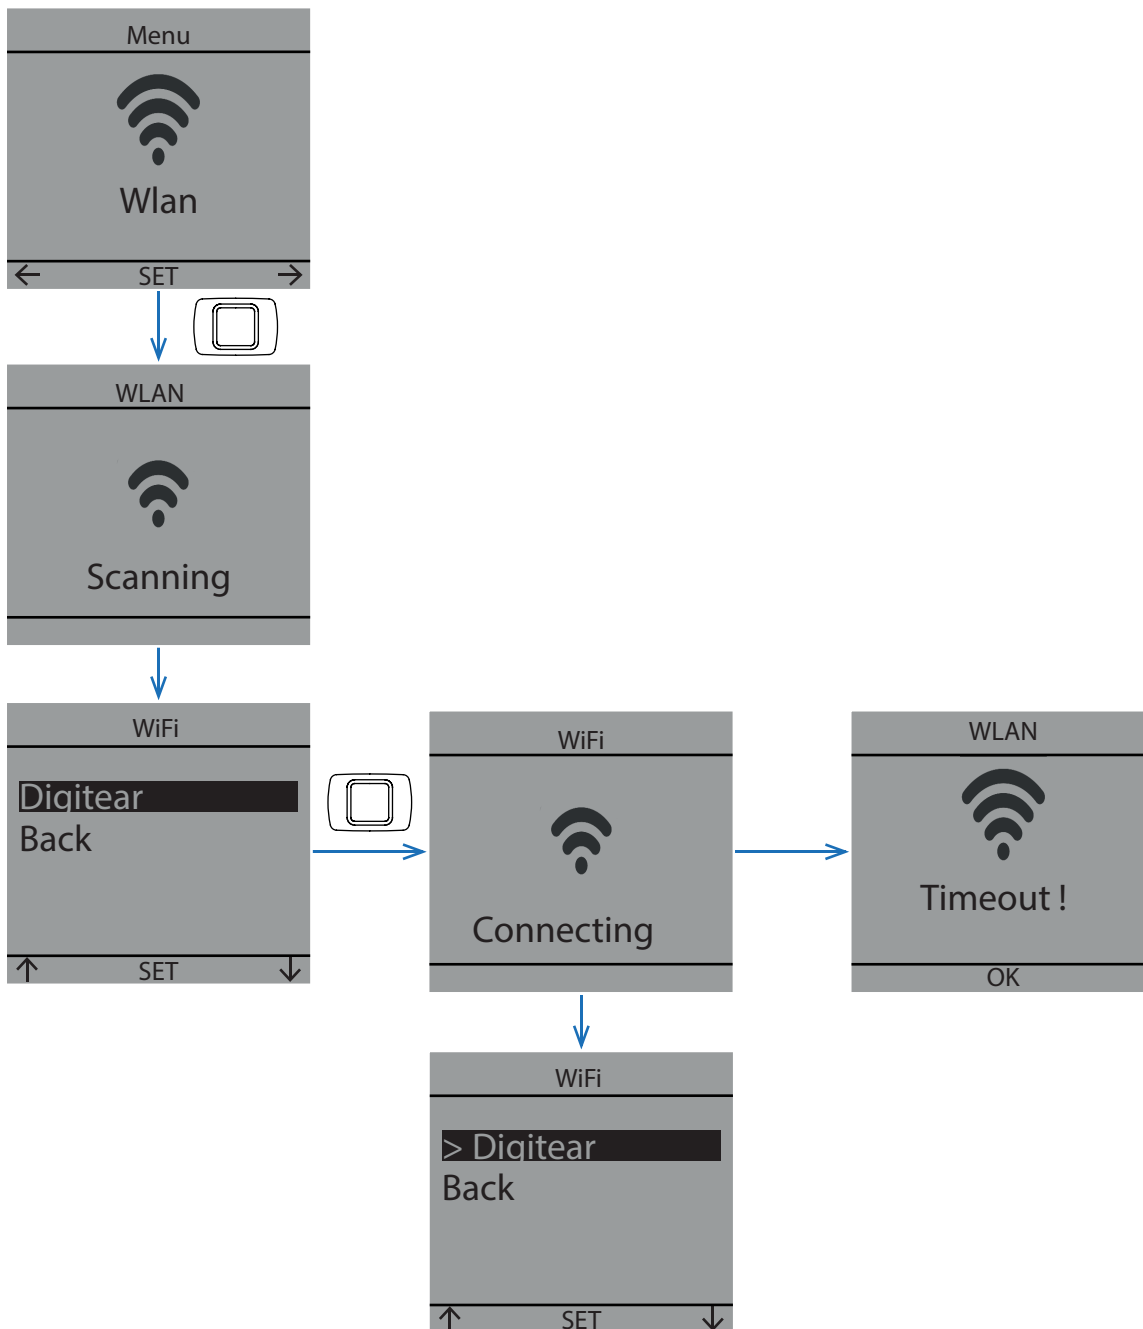 Menu
Wlan
← SET →
WLAN
Scanning
WiFi
Digitear
Back
↑ SET ↓
WiFi
Connecting
WLAN
Timeout !
OK
WiFi
> Digitear
Back
↑ SET ↓